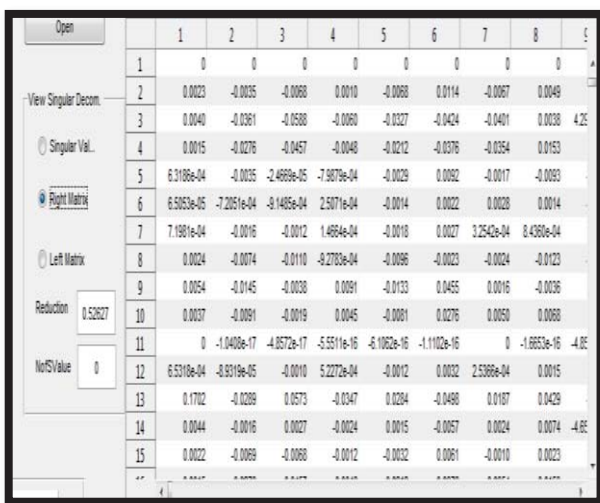 Open
1 2 3 4 5 6 7 8
1 0 0 0 0 0 0 0 0
View Singular Decom.
2 0.0023 -0.0035 -0.0068 0.0010 -0.0068 0.0114 -0.0067 0.0049
3 0.0040 -0.0361 -0.0588 -0.0060 -0.0327 -0.0424 -0.0401 0.0038 4.25
Singular Val...
4 0.0015 -0.0276 -0.0457 -0.0048 -0.0212 -0.0376 -0.0354 0.0153
5 6.3186e-04 -0.0035 -2.4669e-05 -7.9879e-04 -0.0029 0.0092 -0.0017 -0.0093
Right Matrix
6 6.5053e-05 -7.2051e-04 -9.1485e-04 2.5071e-04 -0.0014 0.0022 0.0028 0.0014
7 7.1981e-04 -0.0016 -0.0012 1.4664e-04 -0.0018 0.0027 3.2542e-04 8.4360e-04
Left Matrix
8 0.0024 -0.0074 -0.0110 -9.2783e-04 -0.0096 -0.0023 -0.0024 -0.0123
9 0.0054 -0.0145 -0.0038 0.0091 -0.0133 0.0455 0.0016 -0.0036
Reduction 0.52627
10 0.0037 -0.0091 -0.0019 0.0045 -0.0081 0.0276 0.0050 0.0068
11 0 -1.0408e-17 -4.8572e-17 -5.5511e-16 -6.1062e-16 -1.1102e-16 0 -1.6653e-16 -4.85
NofSValue 0
12 6.5318e-04 -8.9319e-05 -0.0010 5.2272e-04 -0.0012 0.0032 2.5366e-04 0.0015
13 0.1702 -0.0289 0.0573 -0.0347 0.0284 -0.0498 0.0187 0.0429
14 0.0044 -0.0016 0.0027 -0.0024 0.0015 -0.0057 0.0024 0.0074 -4.65
15 0.0022 -0.0069 -0.0068 -0.0012 -0.0032 0.0061 -0.0010 0.0023